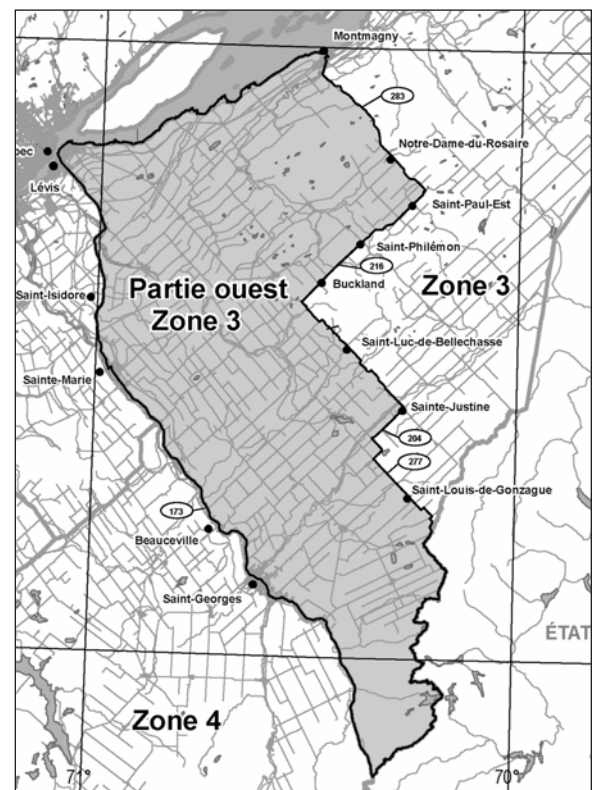 Montmagny
283
Notre-Dame-du-Rosaire
bec
Lévis
Saint-Paul-Est
Saint-Philémon
216
Buckland
Zone 3
Partie ouest
Zone 3
Saint-Isidore
Saint-Luc-de-Bellechasse
Sainte-Marie
Sainte-Justine
204
277
Saint-Louis-de-Gonzague
173
Beauceville
Saint-Georges
ÉTAT
Zone 4
71°
70°